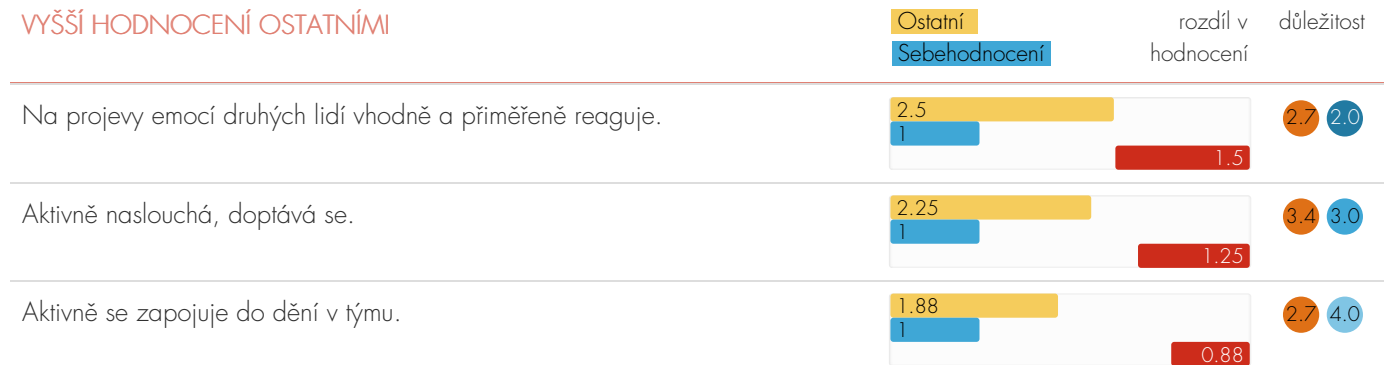 VYŠŠÍ HODNOCENÍ OSTATNÍMI
Ostatní
Sebehodnocení
rozdíl v
hodnocení
důležitost
Na projevy emocí druhých lidí vhodně a přiměřeně reaguje.
2.5
1
1.5
2.7 2.0
Aktivně naslouchá, doptává se.
2.25
1
1.25
3.4 3.0
Aktivně se zapojuje do dění v týmu.
1.88
1
0.88
2.7 4.0